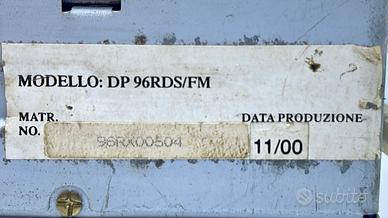 MODELLO: DP 96RDS/FM
MATR.
NO.
96RX00504
DATA PRODUZIONE
11/00
subito